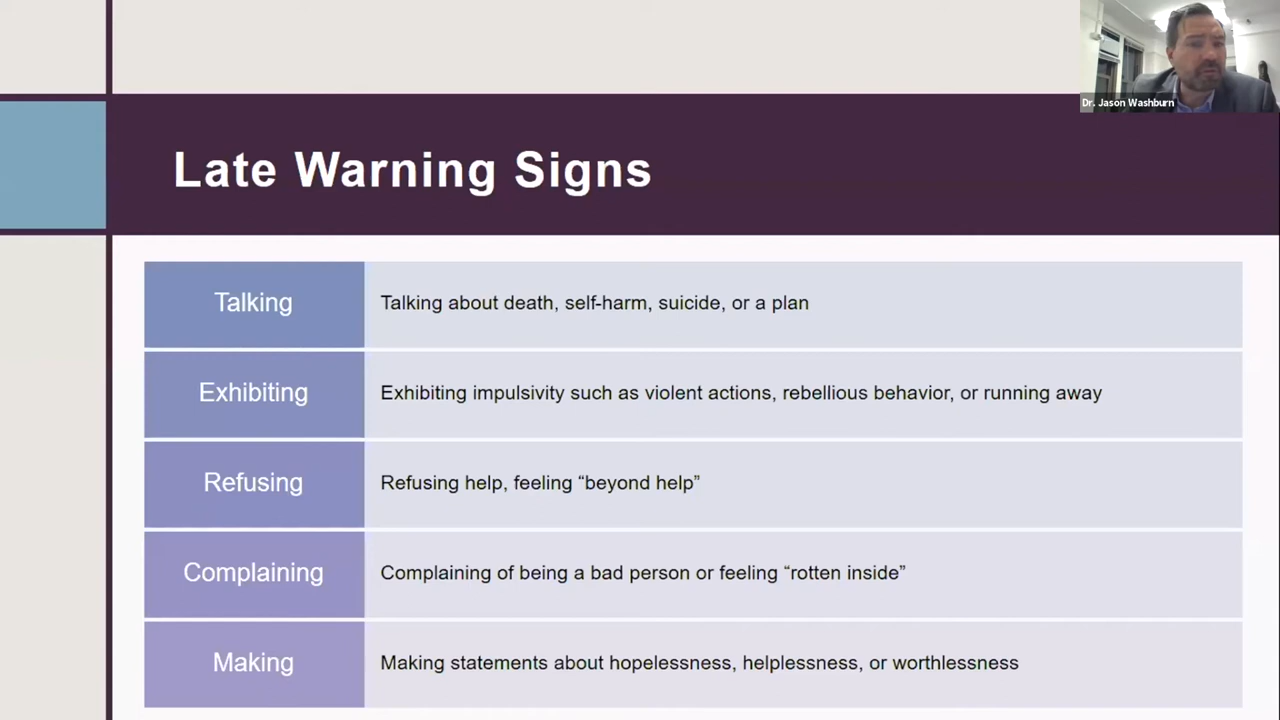 Dr. Jason Washburn
Late Warning Signs
Talking
Talking about death, self-harm, suicide, or a plan
Exhibiting
Exhibiting impulsivity such as violent actions, rebellious behavior, or running away
Refusing
Refusing help, feeling “beyond help”
Complaining
Complaining of being a bad person or feeling “rotten inside”
Making
Making statements about hopelessness, helplessness, or worthlessness